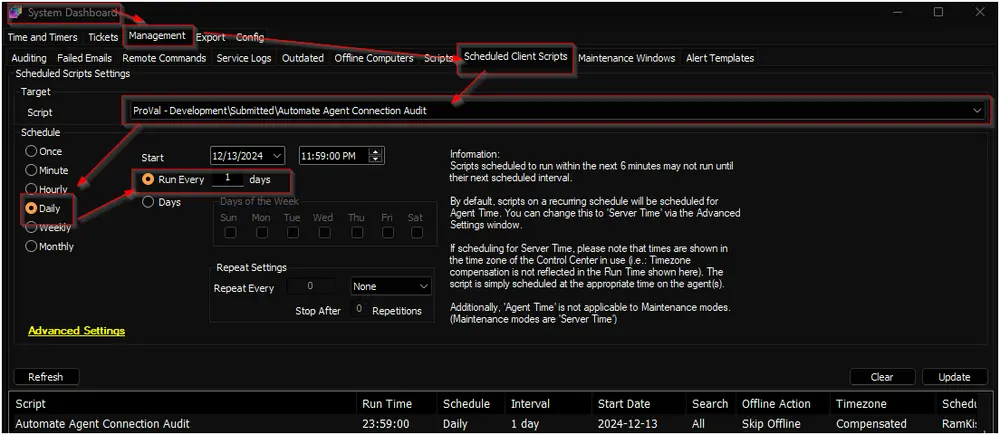 System Dashboard
Time and Timers Tickets Management Export Config
Auditing Failed Emails Remote Commands Service Logs Outdated Offline Computers Scripts Scheduled Client Scripts Maintenance Windows Alert Templates
Scheduled Scripts Settings
Target
Script ProVal - Development\Submitted\Automate Agent Connection Audit
Schedule
Once
Minute
Hourly
Daily
Weekly
Monthly
Start 12/13/2024 11:59:00 PM
Run Every 1 days
Days
Days of the Week
Sun Mon Tue Wed Thu Fri Sat
Repeat Settings
Repeat Every 0 None
Stop After 0 Repetitions
Infomation:
Scripts scheduled to run within the next 6 minutes may not run until
their next scheduled interval.
By default, scripts on a recurring schedule will be scheduled for
Agent Time. You can change this to 'Server Time' via the Advanced
Settings window.
If scheduling for Server Time, please note that times are shown in
the time zone of the Control Center in use (i.e.: Timezone
compensation is not reflected in the Run Time shown here). The
script is simply scheduled at the appropriate time on the agent(s).
Additionally, 'Agent Time' is not applicable to Maintenance modes.
(Maintenance modes are 'Server Time')
Advanced Settings
Refresh Clear Update
Script Run Time Schedule Interval Start Date Search Offline Action Timezone Schedu
Automate Agent Connection Audit 23:59:00 Daily 1 day 2024-12-13 All Skip Offline Compensated RamKis